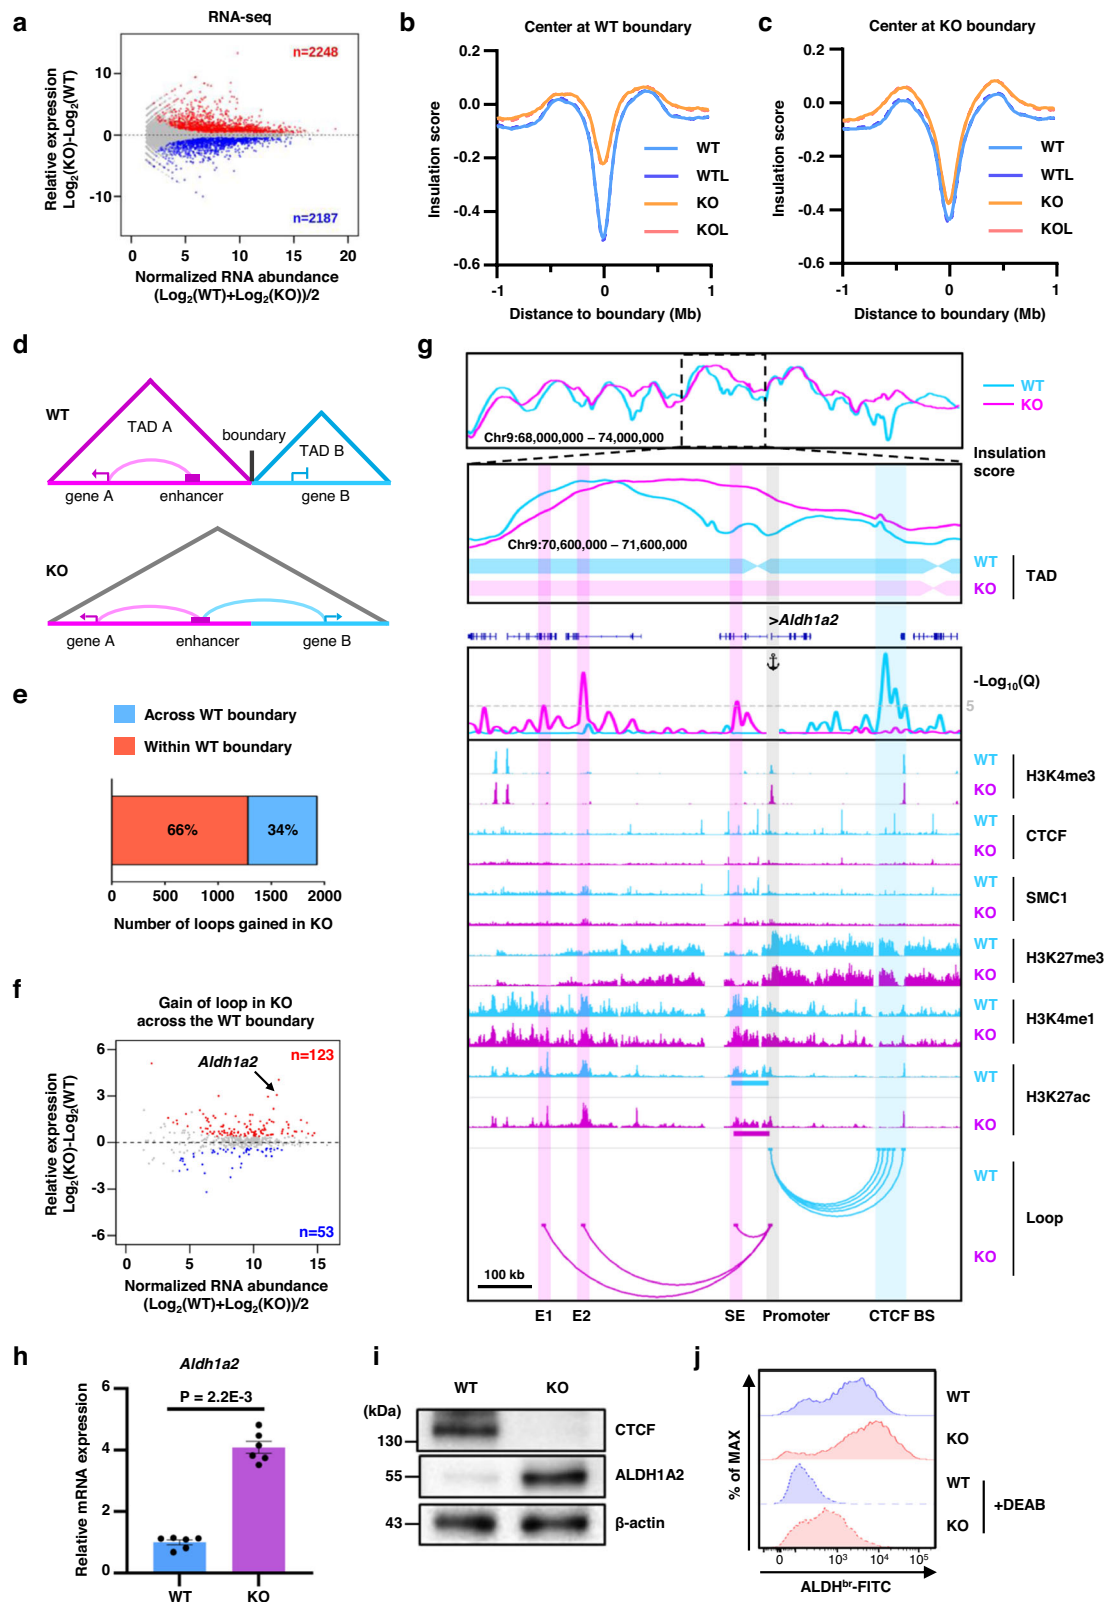 a
RNA-seq
n=2248
n=2187
10
0
-10
Relative expression
Log2(KO)-Log2(WT)
0 5 10 15 20
Normalized RNA abundance
(Log2(WT)+Log2(KO))/2
b
Center at WT boundary
0.2
0.0
-0.2
-0.4
-0.6
Insulation score
WT
WTL
KO
KOL
-1 0 1
Distance to boundary (Mb)
c
Center at KO boundary
0.2
0.0
-0.2
-0.4
-0.6
Insulation score
WT
WTL
KO
KOL
-1 0 1
Distance to boundary (Mb)
d
WT
TAD A
boundary
TAD B
gene A enhancer gene B
KO
gene A enhancer gene B
e
Across WT boundary
Within WT boundary
66% 34%
0 500 1000 1500 2000
Number of loops gained in KO
f
Gain of loop in KO
across the WT boundary
6
3
0
-3
-6
n=123
Aldh1a2
n=53
Relative expression
Log2(KO)-Log2(WT)
0 5 10 15
Normalized RNA abundance
(Log2(WT)+Log2(KO))/2
g
WT
KO
Chr9:68,000,000 – 74,000,000
Insulation
score
Chr9:70,600,000 – 71,600,000
WT
KO
TAD
>Aldh1a2
-Log10(Q)
5
WT
KO
H3K4me3
WT
KO
CTCF
WT
KO
SMC1
WT
KO
H3K27me3
WT
KO
H3K4me1
WT
KO
H3K27ac
WT
KO
Loop
100 kb
E1 E2 SE Promoter CTCF BS
h
Aldh1a2
P = 2.2E-3
6
4
2
0
Relative mRNA expression
WT KO
i
WT KO
(kDa)
130
CTCF
55
ALDH1A2
43
β-actin
j
% of MAX
WT
KO
WT
KO
+DEAB
0 10³ 10⁴ 10⁵
ALDHbr-FITC